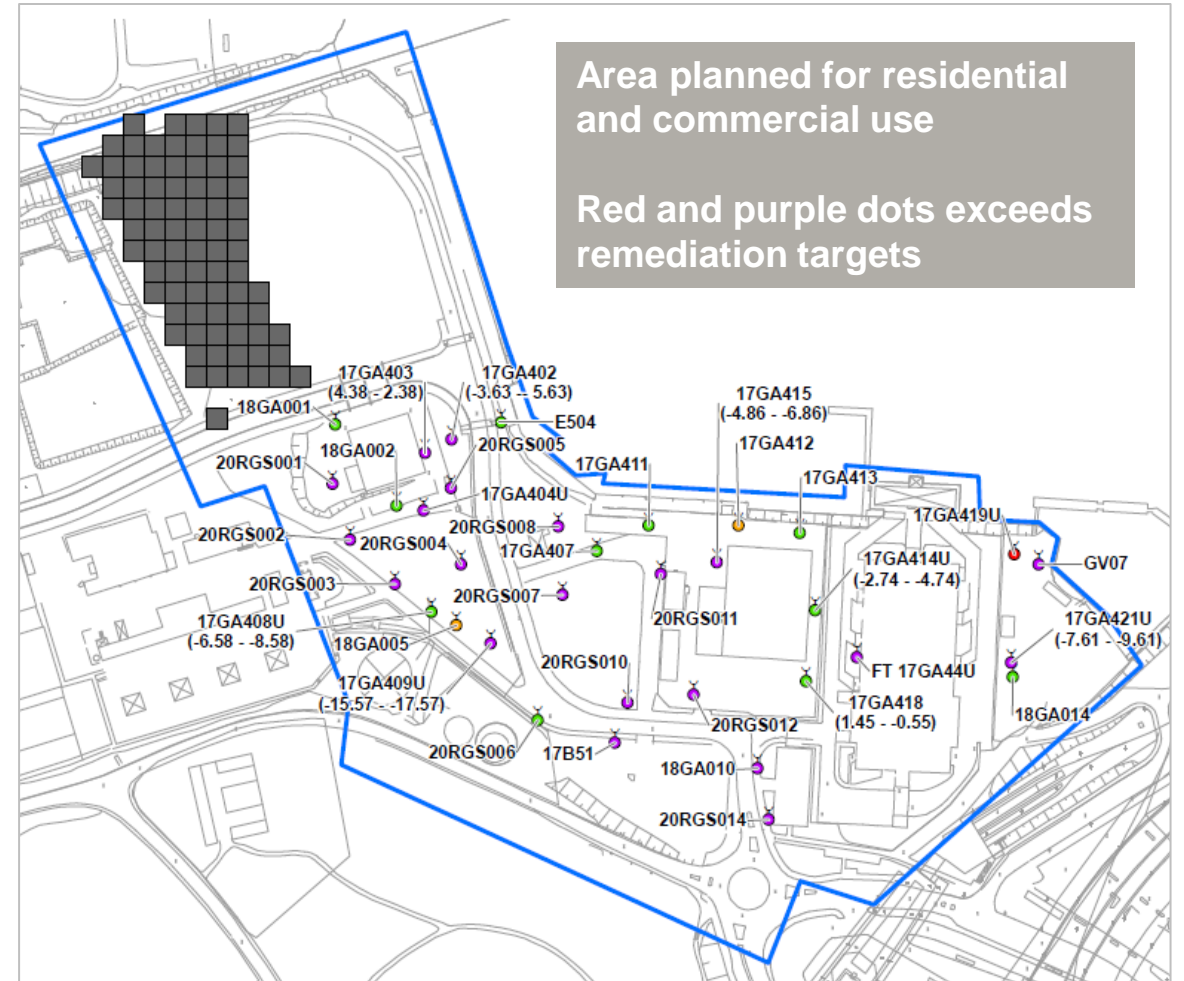 Area planned for residential
and commercial use
Red and purple dots exceeds
remediation targets
17GA403
(4.38 - 2.38)
17GA402
(-3.63 - - 5.63)
18GA001
E504
17GA415
(-4.86 - -6.86)
17GA412
18GA002
20RGS005
17GA411
20RGS001
17GA413
17GA404U
17GA419U
20RGS002
20RGS004
20RGS008
17GA407
17GA414U
(-2.74 - -4.74)
GV07
20RGS003
20RGS007
20RGS011
17GA408U
(-6.58 - -8.58)
18GA005
17GA421U
(-7.61 - -9.61)
20RGS010
FT 17GA44U
17GA409U
(-15.57 - -17.57)
17GA418
(1.45 - -0.55)
18GA014
20RGS012
20RGS006
17B51
18GA010
20RGS014